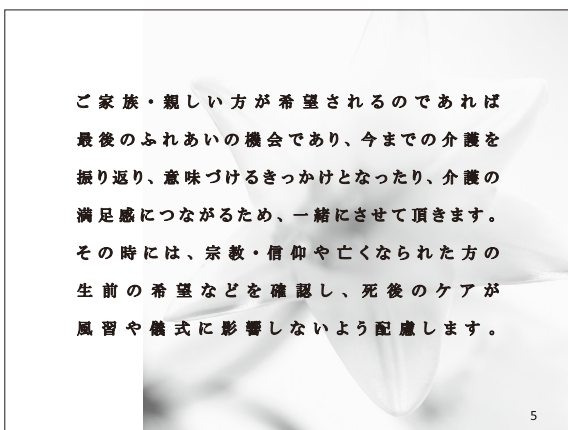 ご家族・親しい方が希望されるのであれば
最後のふれあいの機会であり、今までの介護を
振り返り、意味づけるきっかけとなったり、介護の
満足感につながるため、一緒にさせて頂きます。
その時には、宗教・信仰や亡くなられた方の
生前の希望などを確認し、死後のケアが
風習や儀式に影響しないよう配慮します。
5